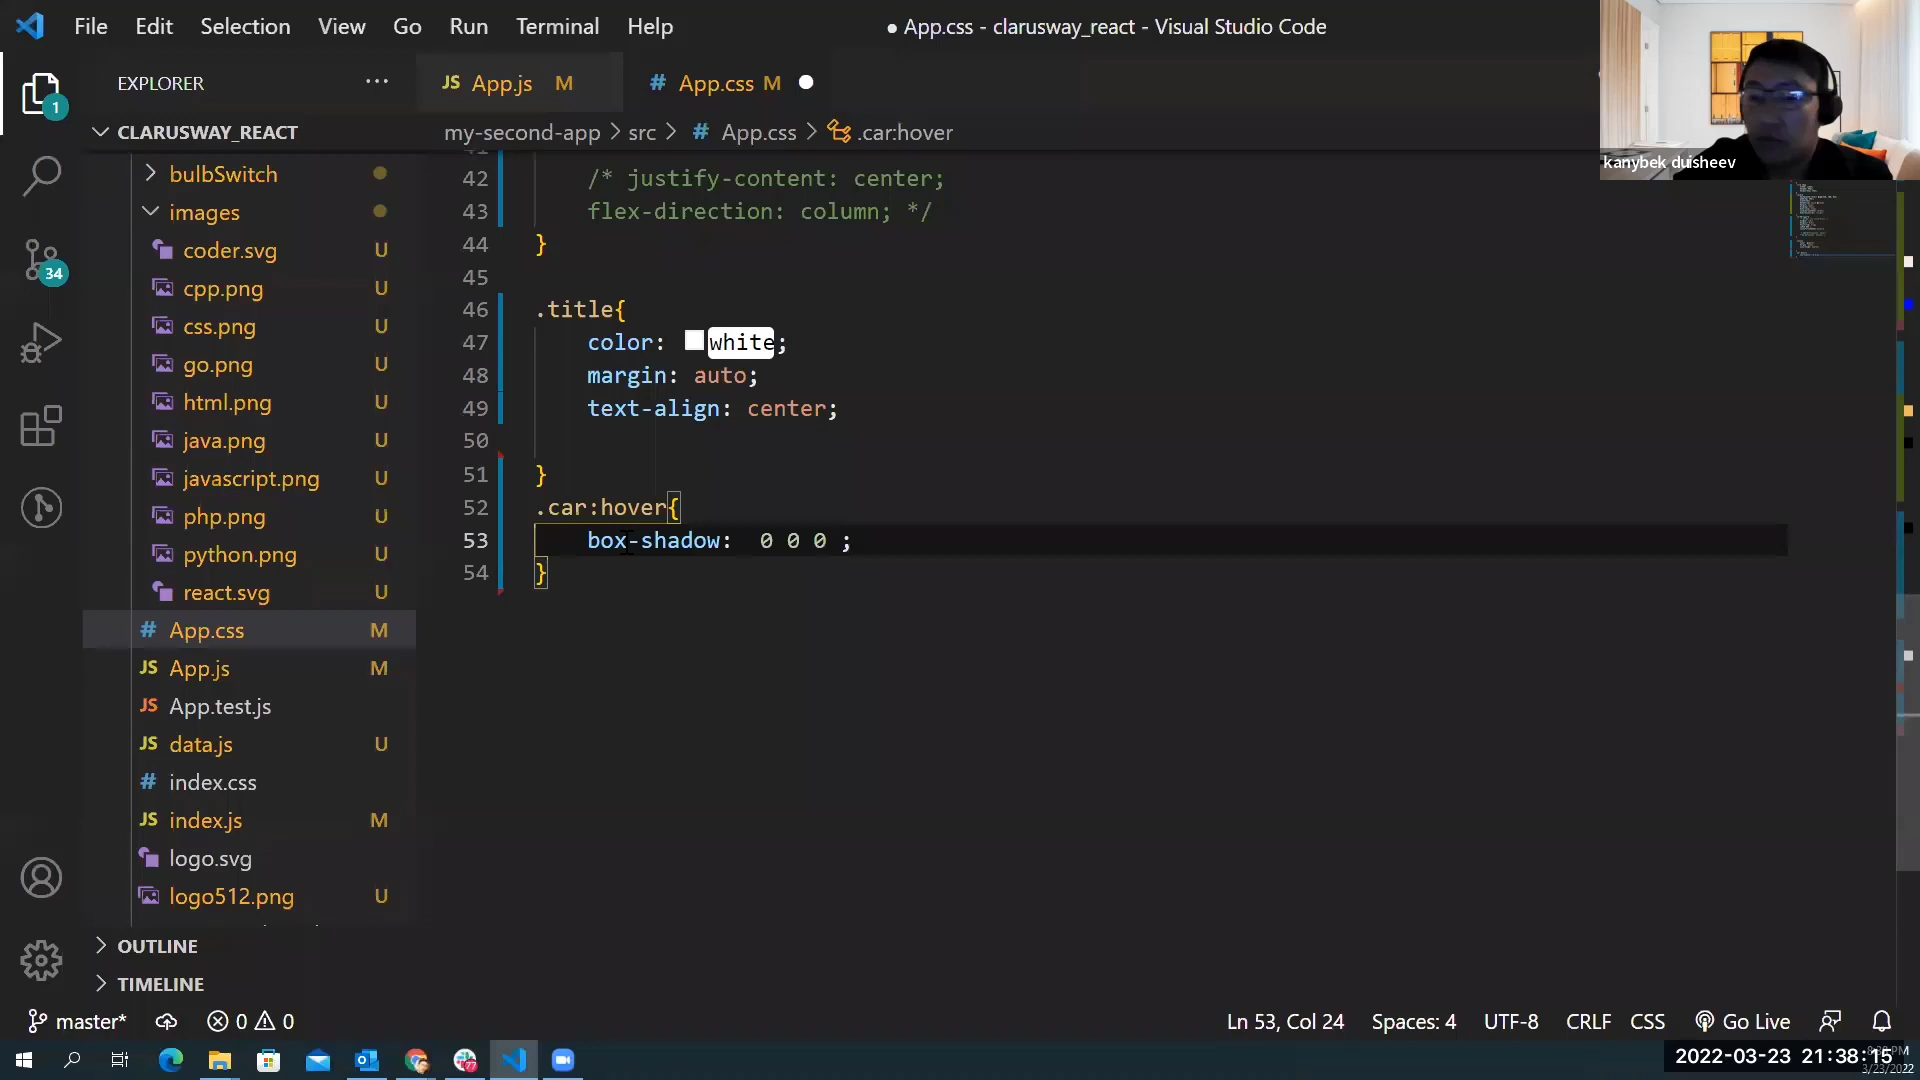 File Edit Selection View Go Run Terminal Help
● App.css - clarusway_react - Visual Studio Code
kanybek duisheev
EXPLORER ···
JS App.js M
# App.css M
CLARUSWAY_REACT
my-second-app > src > # App.css > .car:hover
bulbSwitch
images
coder.svg U
cpp.png U
css.png U
go.png U
html.png U
java.png U
javascript.png U
php.png U
python.png U
react.svg U
# App.css M
JS App.js M
JS App.test.js
JS data.js U
# index.css
JS index.js M
logo.svg
logo512.png U
OUTLINE
TIMELINE
42 /* justify-content: center;
43 flex-direction: column; */
44 }
45
46 .title{
47 color: white;
48 margin: auto;
49 text-align: center;
50
51 }
52 .car:hover{
53 box-shadow:  0 0 0 ;
54 }
1
34
master* 0 0
Ln 53, Col 24 Spaces: 4 UTF-8 CRLF CSS Go Live
77
2022-03-23 21:38:15
3/23/2022